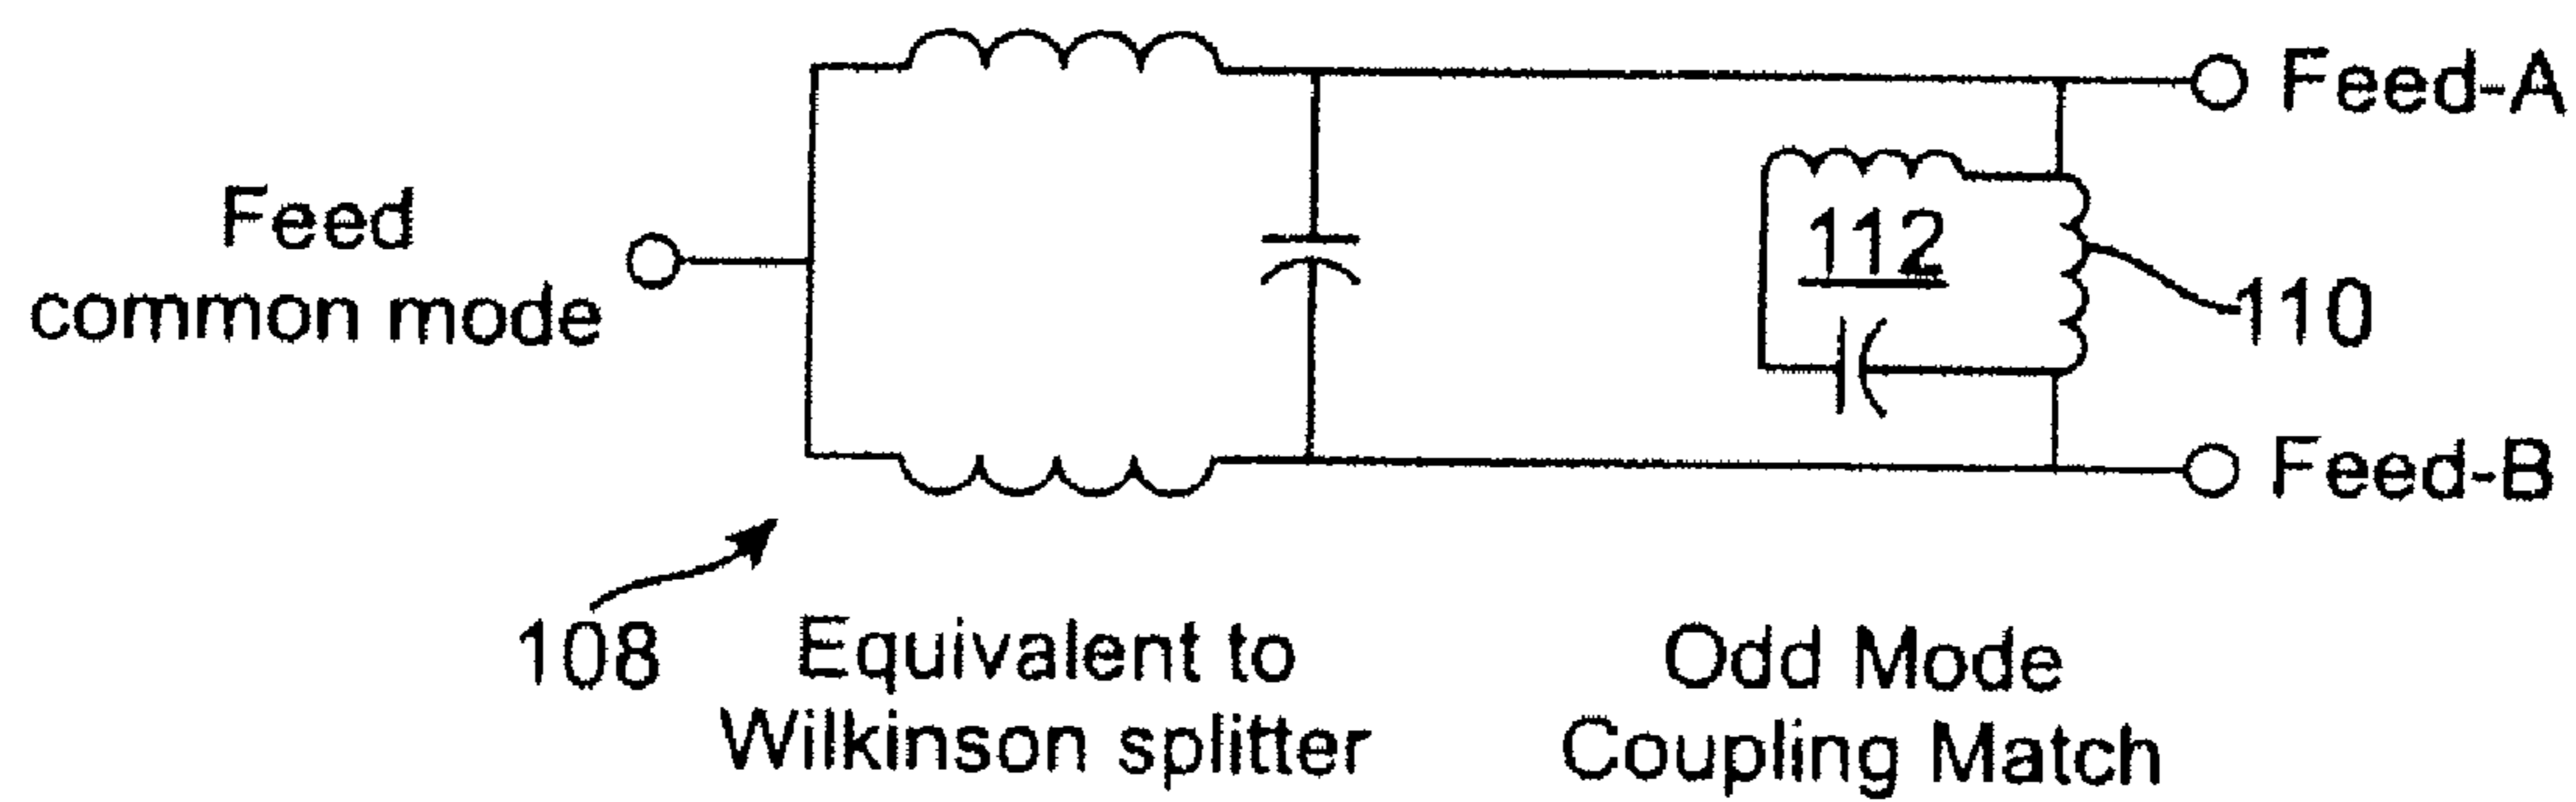 Feed-A
Feed
common mode
112
110
Feed-B
108
Equivalent to
Wilkinson splitter
Odd Mode
Coupling Match